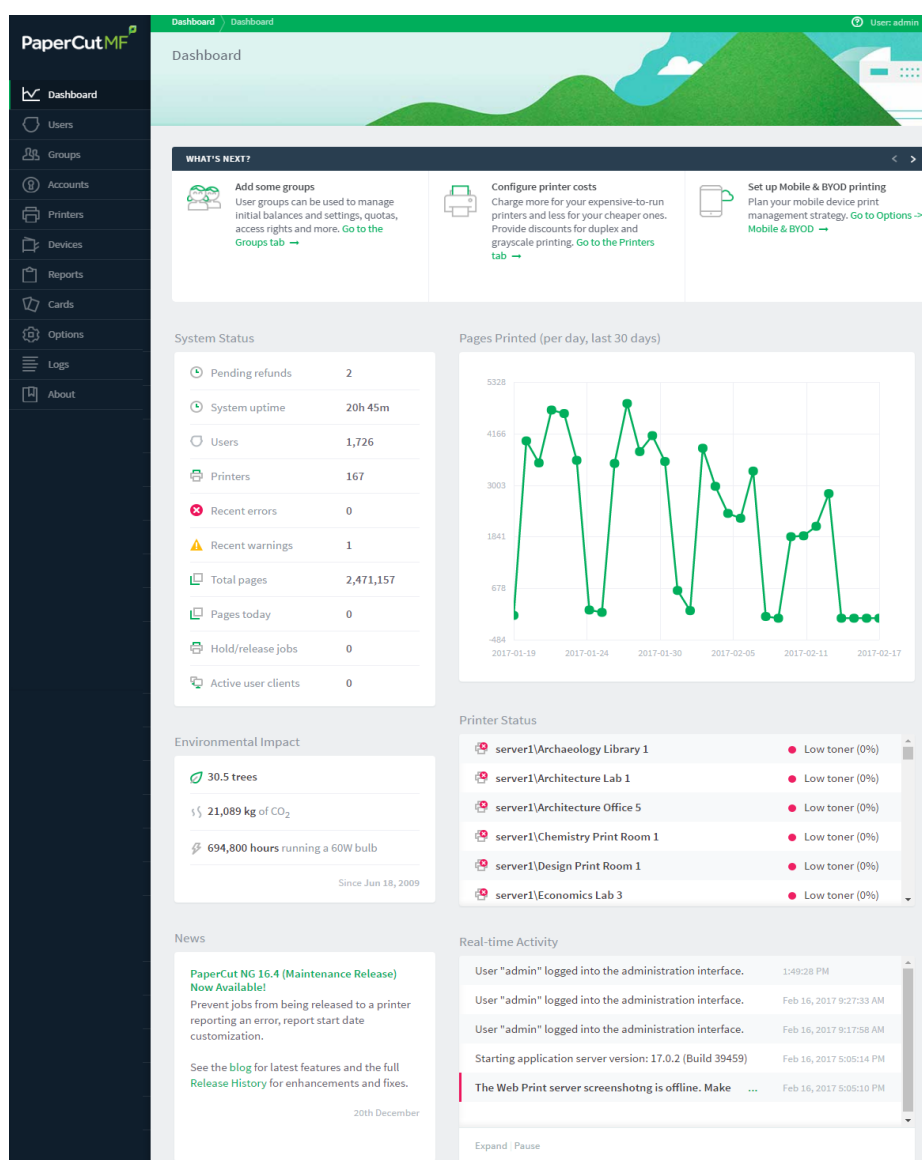 PaperCut MF
Dashboard
Users
Groups
Accounts
Printers
Devices
Reports
Cards
Options
Logs
About
Dashboard Dashboard
User: admin
Dashboard
WHAT'S NEXT?
Add some groups
User groups can be used to manage
initial balances and settings, quotas,
access rights and more. Go to the
Groups tab →
Configure printer costs
Charge more for your expensive-to-run
printers and less for your cheaper ones.
Provide discounts for duplex and
grayscale printing. Go to the Printers
tab →
Set up Mobile & BYOD printing
Plan your mobile device print
management strategy. Go to Options ->
Mobile & BYOD →
System Status
Pending refunds 2
System uptime 20h 45m
Users 1,726
Printers 167
Recent errors 0
Recent warnings 1
Total pages 2,471,157
Pages today 0
Hold/release jobs 0
Active user clients 0
Pages Printed (per day, last 30 days)
5328
4166
3003
1841
678
-484
2017-01-19 2017-01-24 2017-01-30 2017-02-05 2017-02-11 2017-02-17
Environmental Impact
30.5 trees
21,089 kg of CO2
694,800 hours running a 60W bulb
Since Jun 18, 2009
Printer Status
server1\Archaeology Library 1 Low toner (0%)
server1\Architecture Lab 1 Low toner (0%)
server1\Architecture Office 5 Low toner (0%)
server1\Chemistry Print Room 1 Low toner (0%)
server1\Design Print Room 1 Low toner (0%)
server1\Economics Lab 3 Low toner (0%)
News
PaperCut NG 16.4 (Maintenance Release)
Now Available!
Prevent jobs from being released to a printer
reporting an error, report start date
customization.
See the blog for latest features and the full
Release History for enhancements and fixes.
20th December
Real-time Activity
User "admin" logged into the administration interface. 1:49:28 PM
User "admin" logged into the administration interface. Feb 16, 2017 9:27:33 AM
User "admin" logged into the administration interface. Feb 16, 2017 9:17:58 AM
Starting application server version: 17.0.2 (Build 39459) Feb 16, 2017 5:05:14 PM
The Web Print server screenshotng is offline. Make ... Feb 16, 2017 5:05:10 PM
Expand | Pause